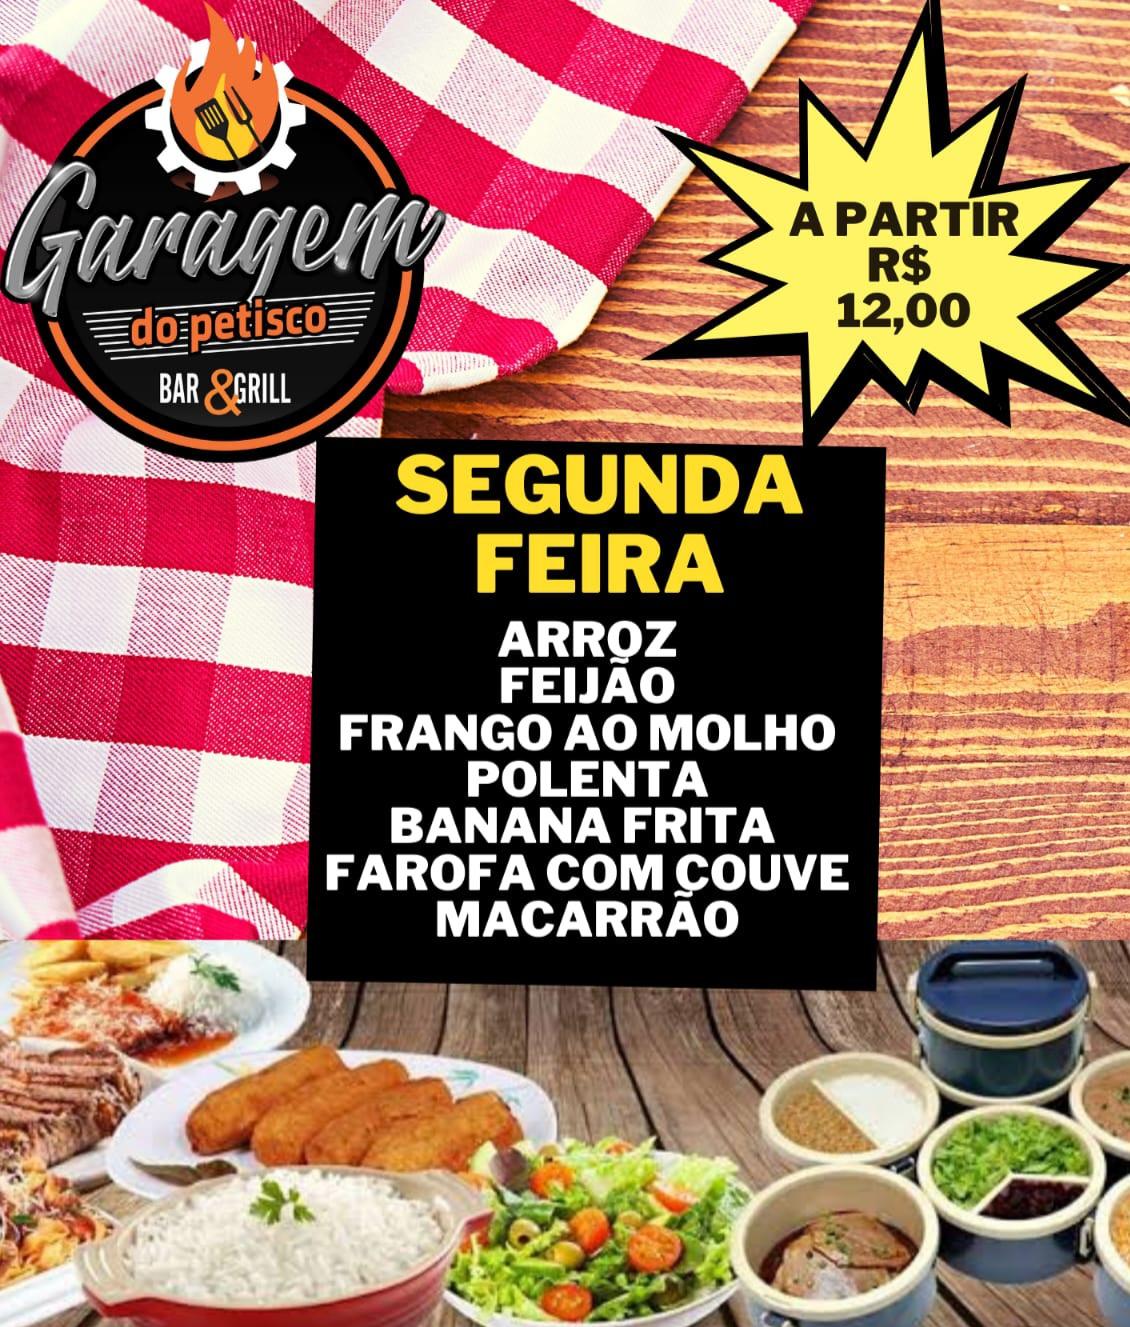 Garagem
do petisco
BAR & GRILL
A PARTIR
R$
12,00
SEGUNDA
FEIRA
ARROZ
FEIJÃO
FRANGO AO MOLHO
POLENTA
BANANA FRITA
FAROFA COM COUVE
MACARRÃO